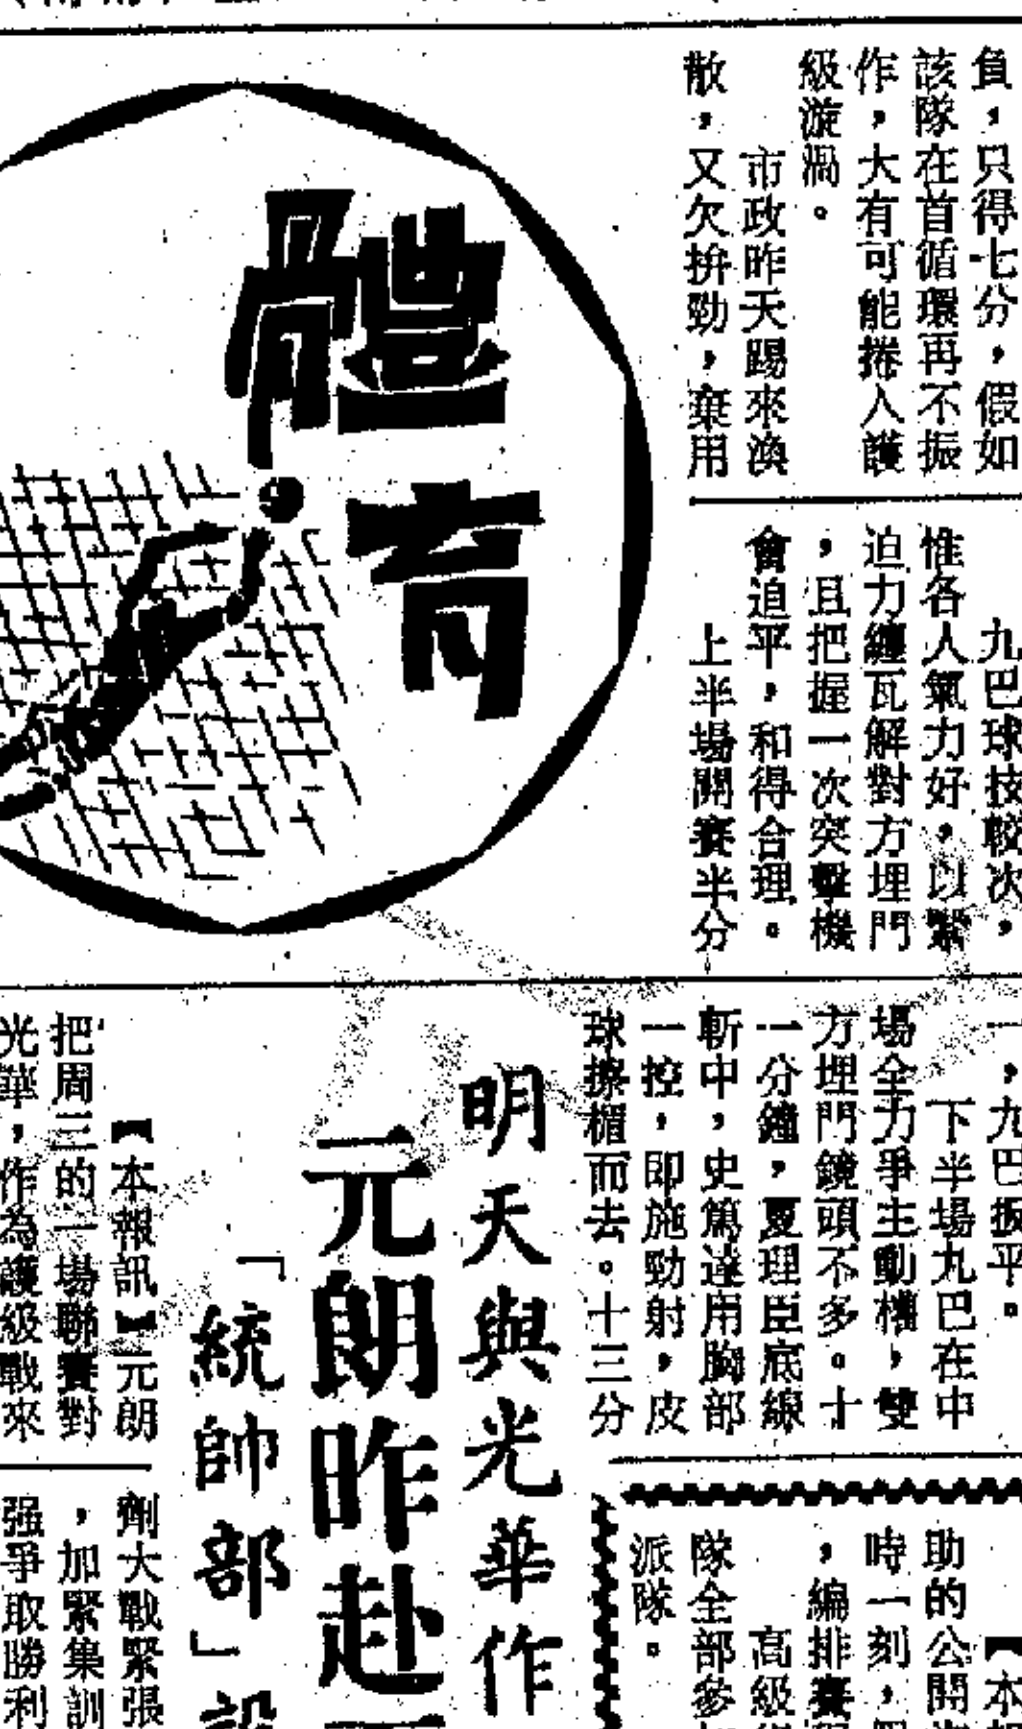 負，只得七分，假如
該隊在首循環再不振
作，大有可能捲入護
級漩渦。
市政昨天踢來渙
散，又欠拚勁，棄用
體育
九巴球技較次，
惟各人氣力好，以緊
迫力纏瓦解對方埋門
，且把握一次突擊機
會迫平，和得合理。
上半場開賽半分
一，九巴扳平。
下半場九巴在中
場全力爭主動權，雙
方埋門鏡頭不多。十
一分鐘，夏理臣底線
斬中，史篤達用胸部
一控，即施勁射，皮
球擦楣而去。十三分
明天與光華作
元朗昨赴
「統帥部」設
【本報訊】元朗
把周三的一場聯賽對
光華，作為護級戰來
劑大戰緊張
，加緊集訓
强爭取勝利
【本
助的公開
時一刻，
，編排賽
高級
隊全部參
派隊。